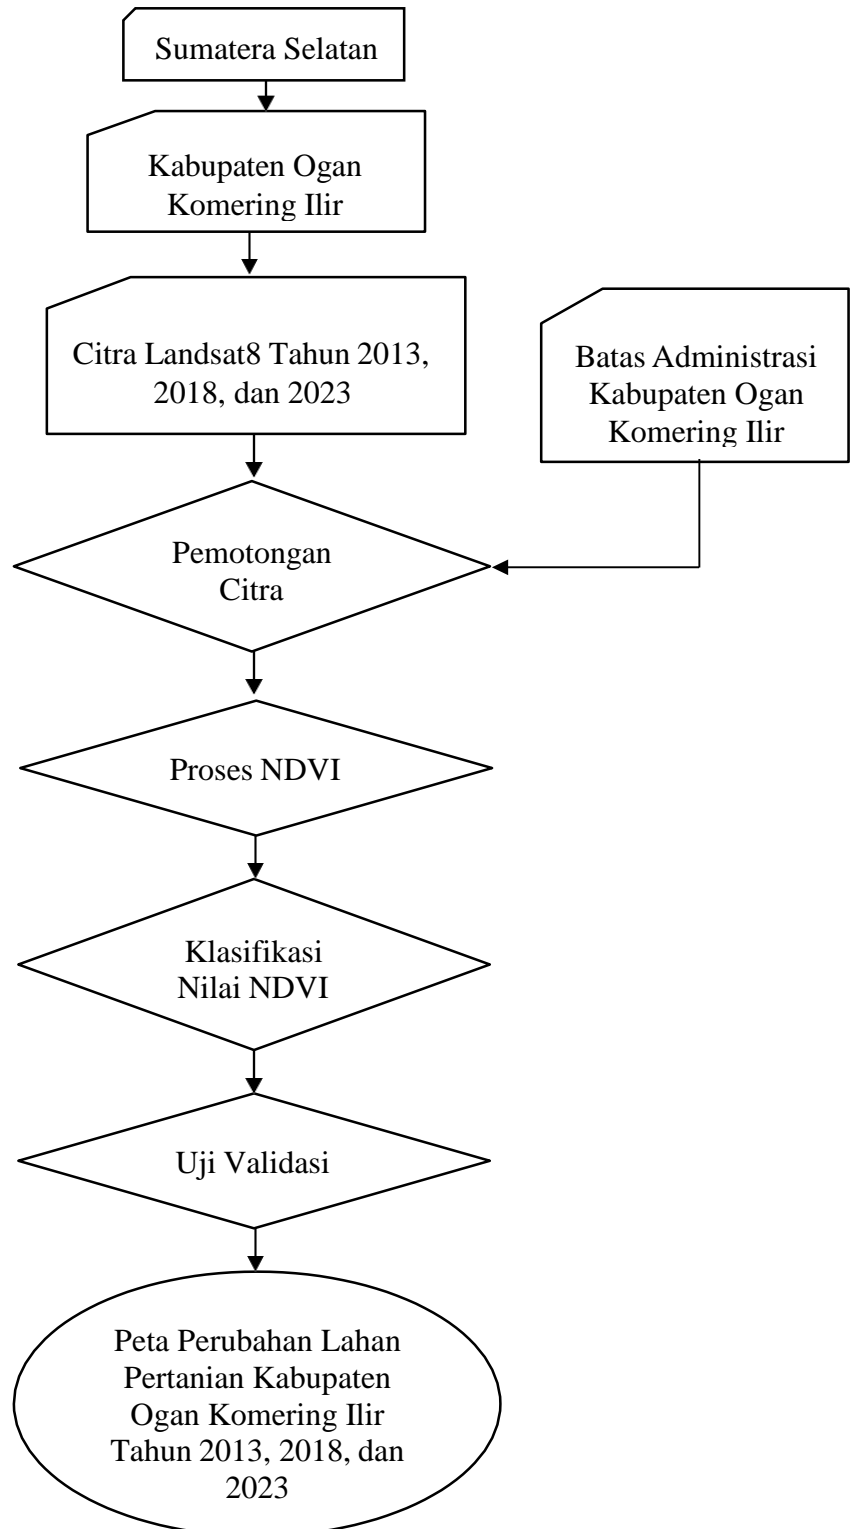 Sumatera Selatan
Kabupaten Ogan
Komering Ilir
Citra Landsat8 Tahun 2013,
2018, dan 2023
Batas Administrasi
Kabupaten Ogan
Komering Ilir
Pemotongan
Citra
Proses NDVI
Klasifikasi
Nilai NDVI
Uji Validasi
Peta Perubahan Lahan
Pertanian Kabupaten
Ogan Komering Ilir
Tahun 2013, 2018, dan
2023